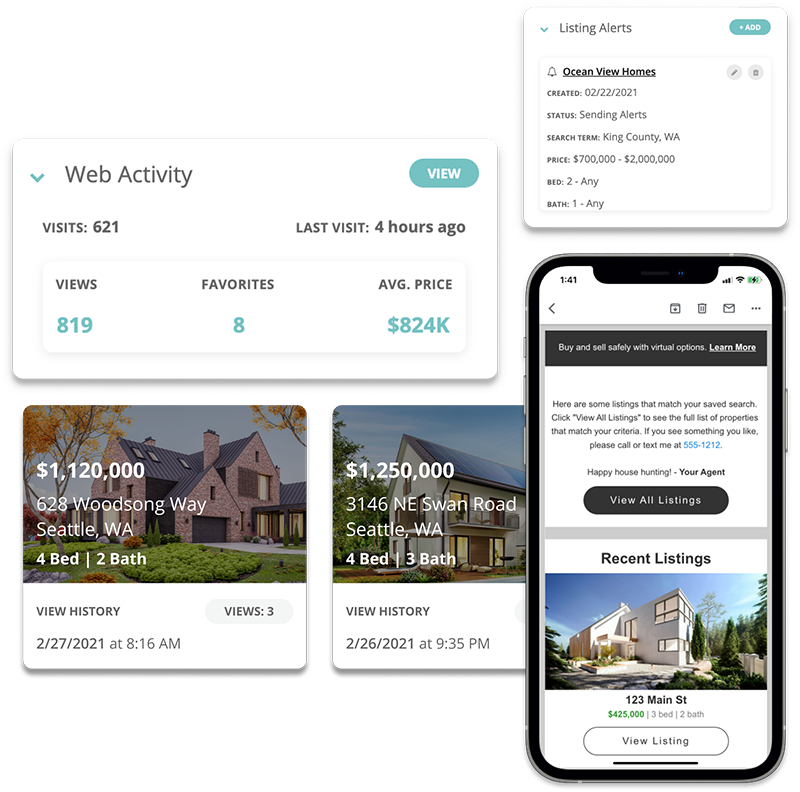 Listing Alerts
+ ADD
Ocean View Homes
CREATED: 02/22/2021
STATUS: Sending Alerts
SEARCH TERM: King County, WA
PRICE: $700,000 - $2,000,000
BED: 2 - Any
BATH: 1 - Any
Web Activity
VIEW
VISITS: 621
LAST VISIT: 4 hours ago
VIEWS FAVORITES AVG. PRICE
819 8 $824K
$1,120,000
628 Woodsong Way
Seattle, WA
4 Bed | 2 Bath
VIEW HISTORY
VIEWS: 3
2/27/2021 at 8:16 AM
$1,250,000
3146 NE Swan Road
Seattle, WA
4 Bed | 3 Bath
VIEW HISTORY
2/26/2021 at 9:35 PM
1:41
Buy and sell safely with virtual options. Learn More
Here are some listings that match your saved search.
Click "View All Listings" to see the full list of properties
that match your criteria. If you see something you like,
please call or text me at 555-1212.
Happy house hunting! - Your Agent
View All Listings
Recent Listings
123 Main St
$425,000 | 3 bed | 2 bath
View Listing